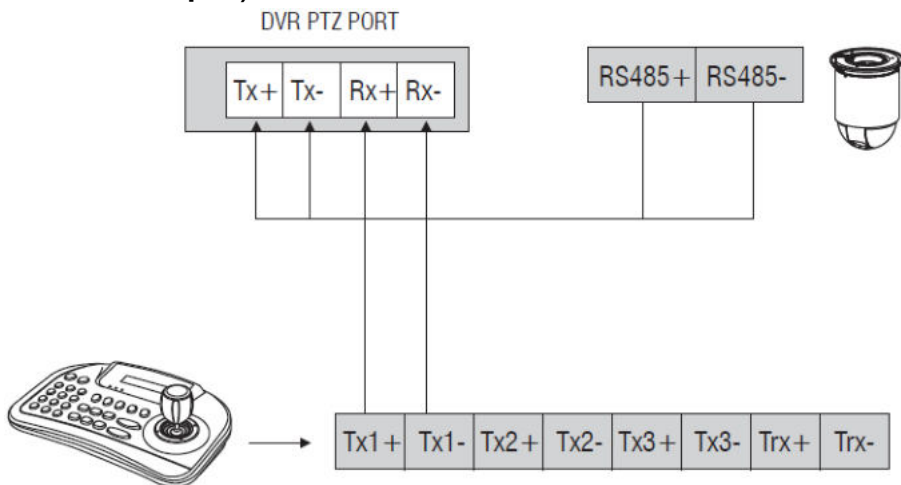 DVR PTZ PORT
Tx+ Tx- Rx+ Rx-
RS485+ RS485-
Tx1+ Tx1- Tx2+ Tx2- Tx3+ Tx3- Trx+ Trx-